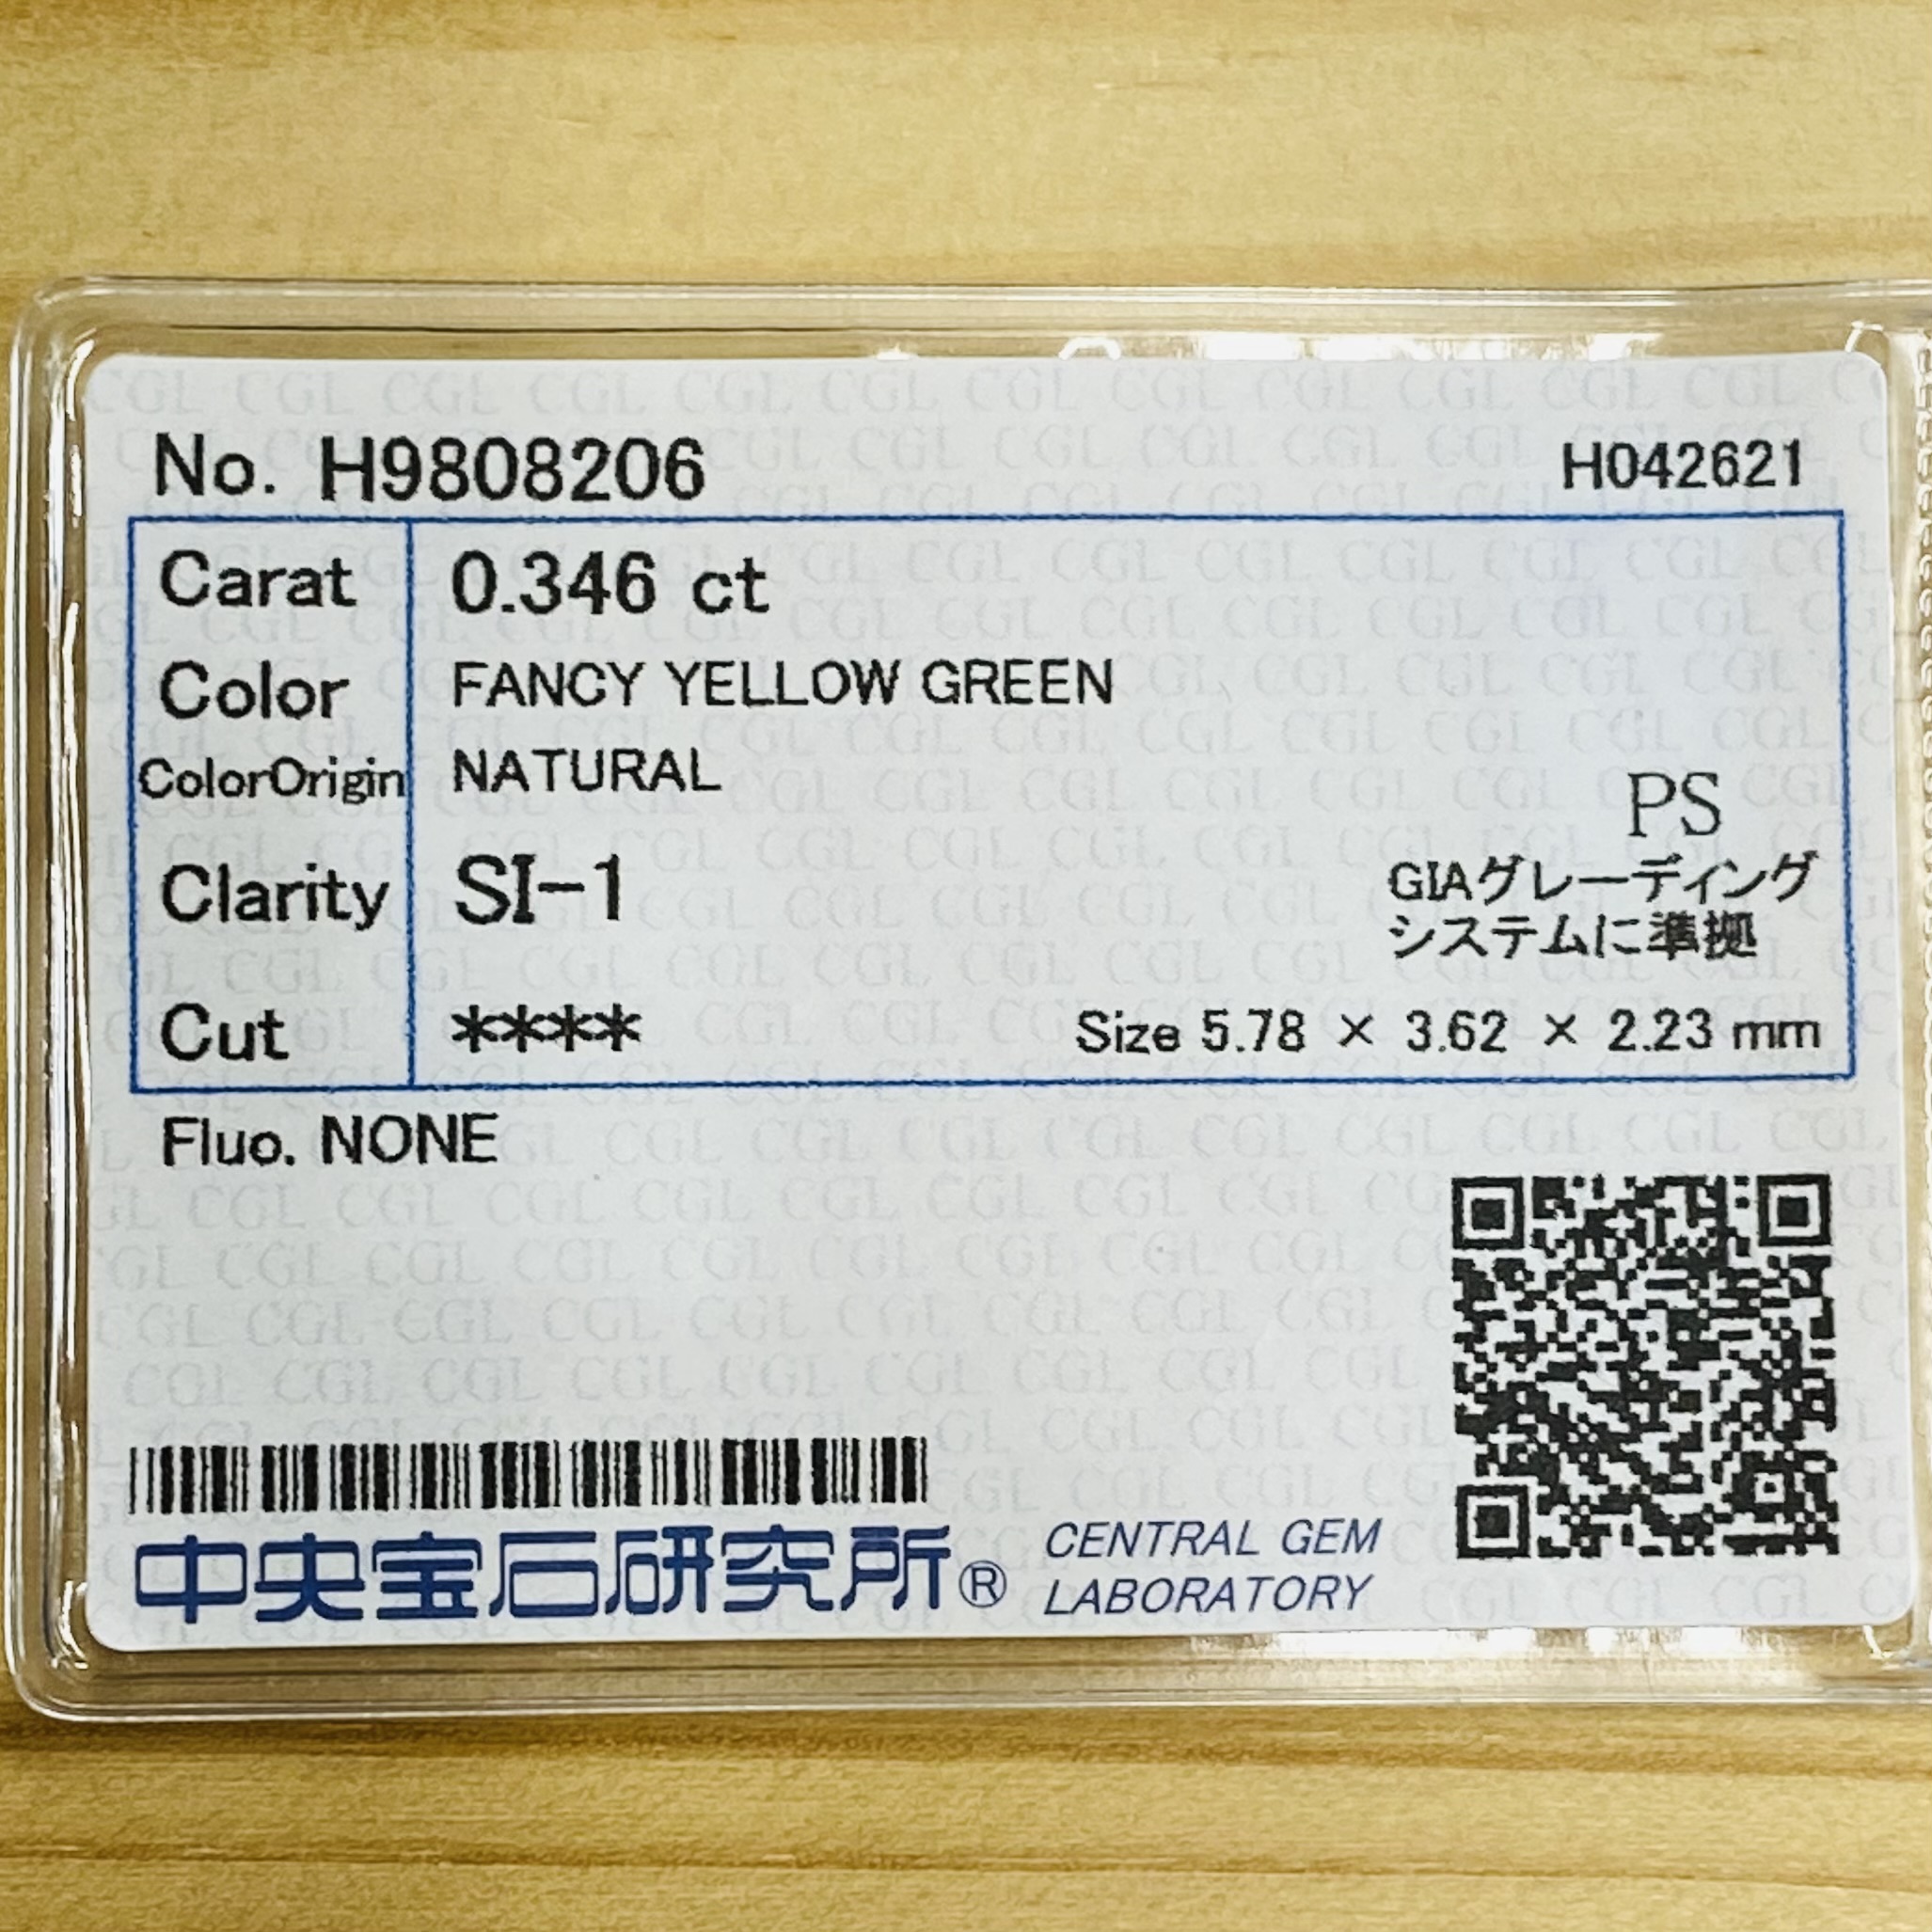 No. H9808206 H042621
Carat 0.346 ct
Color FANCY YELLOW GREEN
ColorOrigin NATURAL
PS
Clarity SI-1
GIAグレーディング
システムに準拠
Cut **** Size 5.78 × 3.62 × 2.23 mm
Fluo. NONE
中央宝石研究所® CENTRAL GEM
LABORATORY